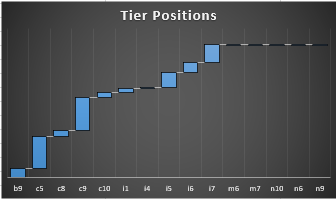 Tier Positions
b9 c5 c8 c9 c10 i1 i4 i5 i6 i7 m6 m7 n10 n6 n9